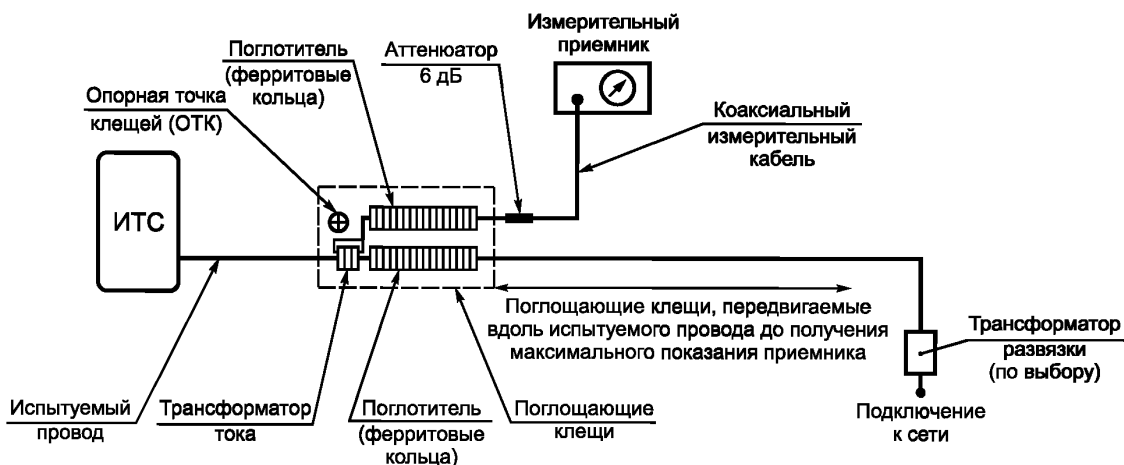 Измерительный
приемник
Поглотитель
(ферритовые
кольца)
Аттенюатор
6 дБ
Опорная точка
клещей (ОТК)
Коаксиальный
измерительный
кабель
ИТС
Поглощающие клещи, передвигаемые
вдоль испытуемого провода до получения
максимального показания приемника
Трансформатор
развязки
(по выбору)
Испытуемый
провод
Трансформатор
тока
Поглотитель
(ферритовые
кольца)
Поглощающие
клещи
Подключение
к сети